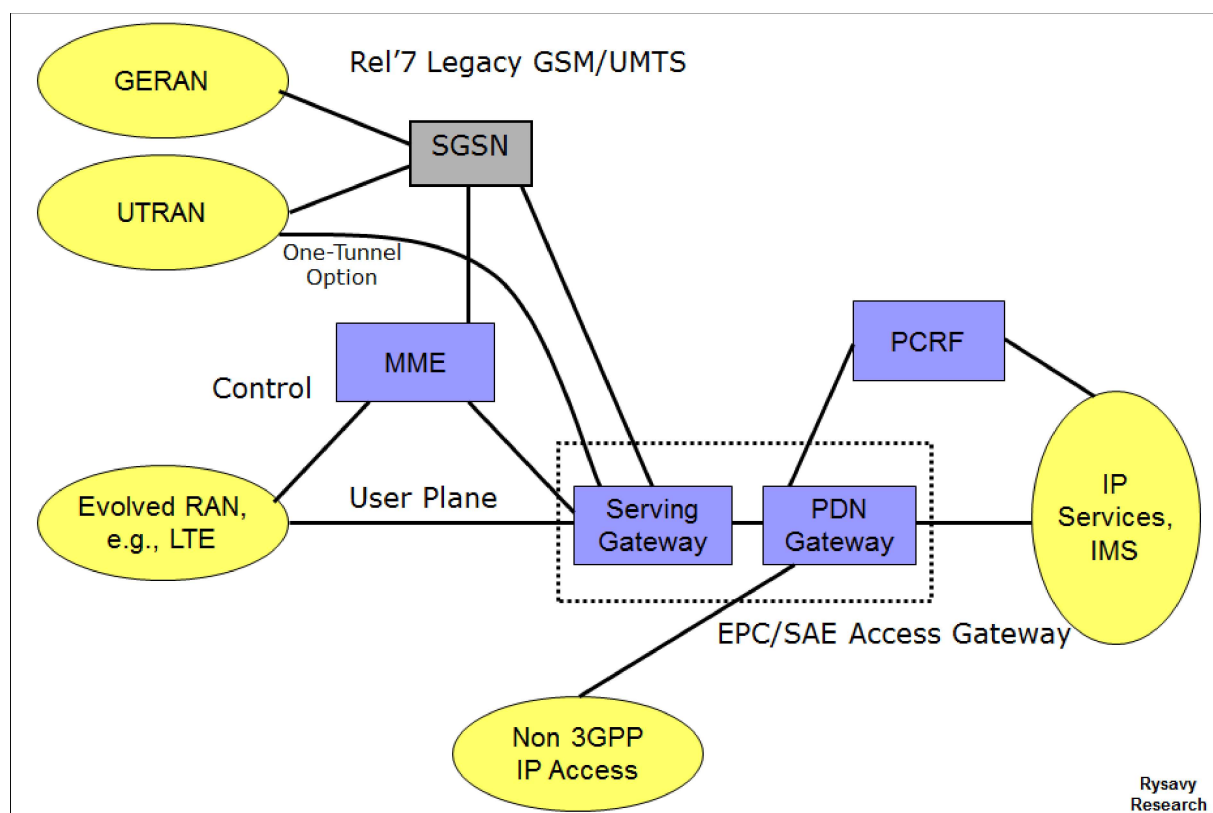 GERAN
Rel'7 Legacy GSM/UMTS
SGSN
UTRAN
One-Tunnel
Option
MME
PCRF
Control
Evolved RAN,
e.g., LTE
User Plane
Serving
Gateway
PDN
Gateway
IP
Services,
IMS
EPC/SAE Access Gateway
Non 3GPP
IP Access
Rysavy
Research